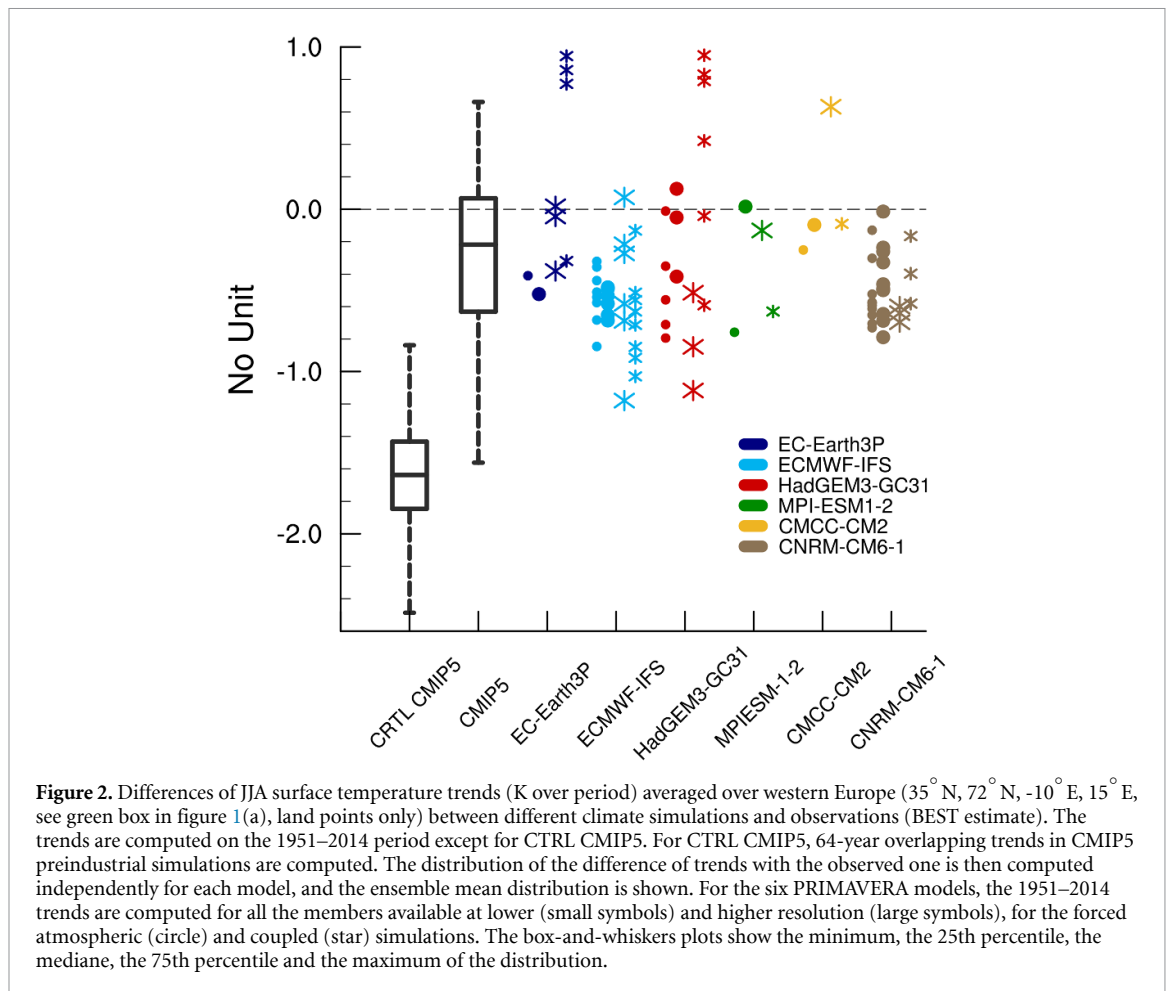 1.0
0.0
-1.0
-2.0
No Unit
EC-Earth3P
ECMWF-IFS
HadGEM3-GC31
MPI-ESM1-2
CMCC-CM2
CNRM-CM6-1
CRTL CMIP5
CMIP5
EC-Earth3P
ECMWF-IFS
HadGEM3-GC31
MPIESM-1-2
CMCC-CM2
CNRM-CM6-1
Figure 2. Differences of JJA surface temperature trends (K over period) averaged over western Europe (35° N, 72° N, -10° E, 15° E,
see green box in figure 1(a), land points only) between different climate simulations and observations (BEST estimate). The
trends are computed on the 1951–2014 period except for CTRL CMIP5. For CTRL CMIP5, 64-year overlapping trends in CMIP5
preindustrial simulations are computed. The distribution of the difference of trends with the observed one is then computed
independently for each model, and the ensemble mean distribution is shown. For the six PRIMAVERA models, the 1951–2014
trends are computed for all the members available at lower (small symbols) and higher resolution (large symbols), for the forced
atmospheric (circle) and coupled (star) simulations. The box-and-whiskers plots show the minimum, the 25th percentile, the
mediane, the 75th percentile and the maximum of the distribution.